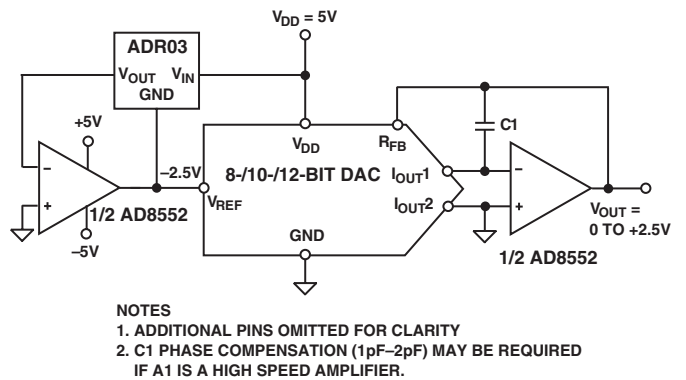 V_DD = 5V
ADR03
V_OUT V_IN
GND
+5V
–
+
–5V
1/2 AD8552
–2.5V
V_DD
R_FB
C1
8-/10-/12-BIT DAC
V_REF
I_OUT1
I_OUT2
GND
–
+
1/2 AD8552
V_OUT =
0 TO +2.5V
NOTES
1. ADDITIONAL PINS OMITTED FOR CLARITY
2. C1 PHASE COMPENSATION (1pF–2pF) MAY BE REQUIRED
IF A1 IS A HIGH SPEED AMPLIFIER.